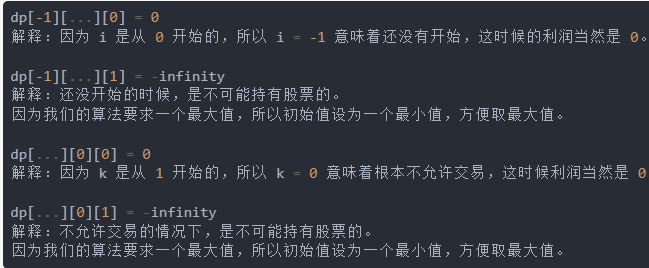 dp[-1][...][0] = 0
解释：因为 i 是从 0 开始的，所以 i = -1 意味着还没有开始，这时候的利润当然是 0。
dp[-1][...][1] = -infinity
解释：还没开始的时候，是不可能持有股票的。
因为我们的算法要求一个最大值，所以初始值设为一个最小值，方便取最大值。
dp[...][0][0] = 0
解释：因为 k 是从 1 开始的，所以 k = 0 意味着根本不允许交易，这时候利润当然是 0
dp[...][0][1] = -infinity
解释：不允许交易的情况下，是不可能持有股票的。
因为我们的算法要求一个最大值，所以初始值设为一个最小值，方便取最大值。